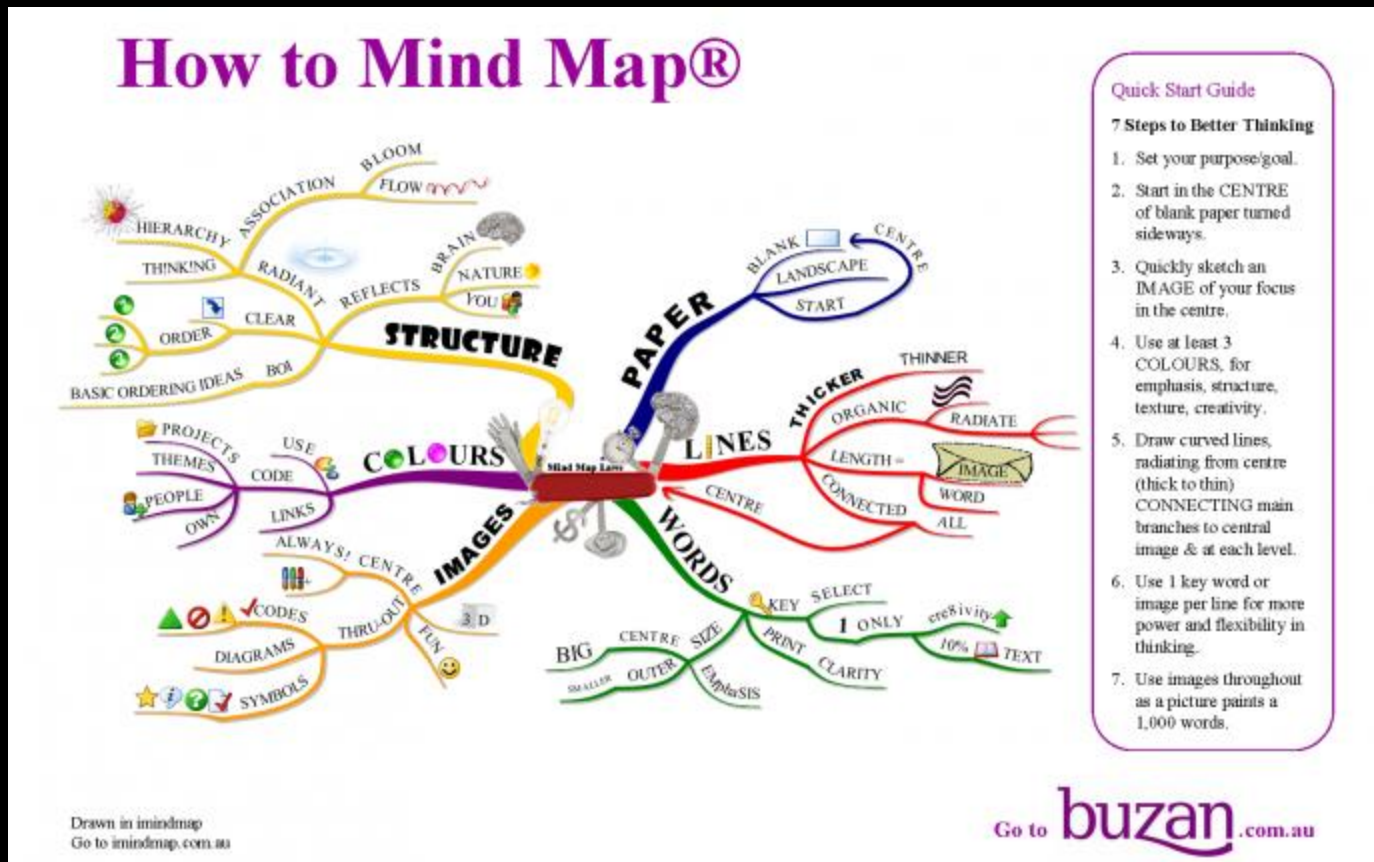 How to Mind Map®
BLOOM
FLOW
ASSOCIATION
HIERARCHY
TH!NK!NG
RADIANT
BRAIN
NATURE
YOU
REFLECTS
CLEAR
ORDER
BOI
BASIC ORDERING IDEAS
STRUCTURE
PAPER
BLANK
CENTRE
LANDSCAPE
START
LINES
THICKER
THINNER
ORGANIC
RADIATE
LENGTH =
IMAGE
WORD
CONNECTED
ALL
CENTRE
COLOURS
USE
CODE
LINKS
PROJECTS
THEMES
PEOPLE
OWN
Mind Map Laws
IMAGES
ALWAYS! CENTRE
+
THRU-OUT
CODES
DIAGRAMS
SYMBOLS
3 D
FUN
WORDS
KEY
SELECT
1 ONLY
cre8ivity
10% TEXT
PRINT CLARITY
SIZE
CENTRE
BIG
OUTER
SMALLER
EMphaSIS
Quick Start Guide
7 Steps to Better Thinking
1. Set your purpose/goal.
2. Start in the CENTRE
of blank paper turned
sideways.
3. Quickly sketch an
IMAGE of your focus
in the centre.
4. Use at least 3
COLOURS, for
emphasis, structure,
texture, creativity.
5. Draw curved lines,
radiating from centre
(thick to thin)
CONNECTING main
branches to central
image & at each level.
6. Use 1 key word or
image per line for more
power and flexibility in
thinking.
7. Use images throughout
as a picture paints a
1,000 words.
Drawn in imindmap
Go to imindmap.com.au
Go to buzan.com.au